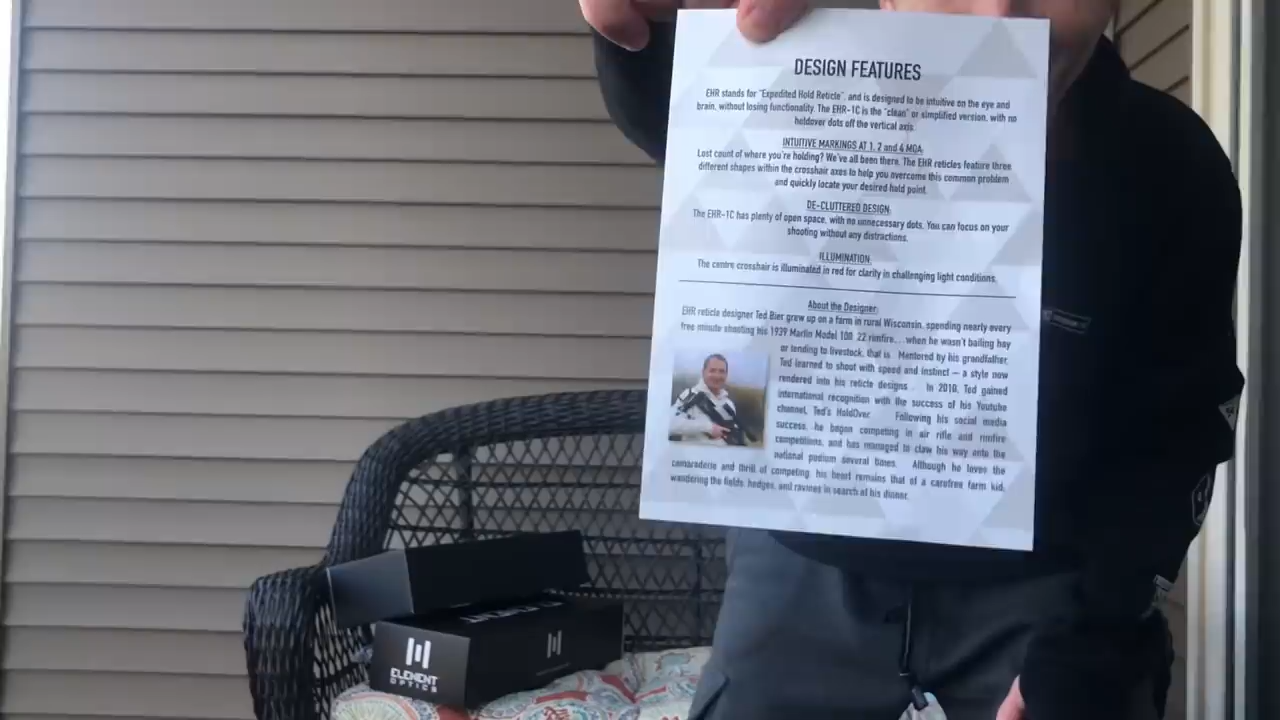 DESIGN FEATURES
EHR stands for "Expedited Hold Reticle", and is designed to be intuitive on the eye and
brain, without losing functionality. The EHR-1C is the "clean" or simplified version, with no
holdover dots off the vertical axis.
INTUITIVE MARKINGS AT 1, 2 and 4 MOA:
Lost count of where you're holding? We've all been there. The EHR reticles feature three
different shapes within the crosshair axes to help you overcome this common problem
and quickly locate your desired hold point.
DE-CLUTTERED DESIGN:
The EHR-1C has plenty of open space, with no unnecessary dots. You can focus on your
shooting without any distractions.
ILLUMINATION:
The centre crosshair is illuminated in red for clarity in challenging light conditions.
About the Designer:
EHR reticle designer Ted Bier grew up on a farm in rural Wisconsin, spending nearly every
free minute shooting his 1939 Marlin Model 100 .22 rimfire... when he wasn't bailing hay
or tending to livestock, that is. Mentored by his grandfather,
Ted learned to shoot with speed and instinct – a style now
rendered into his reticle designs. In 2010, Ted gained
international recognition with the success of his Youtube
channel, Ted's HoldOver. Following his social media
success, he began competing in air rifle and rimfire
competitions, and has managed to claw his way onto the
national podium several times. Although he loves the
camaraderie and thrill of competing, his heart remains that of a carefree farm kid,
wandering the fields, hedges, and ravines in search of his dinner.
ELEMENT
OPTICS